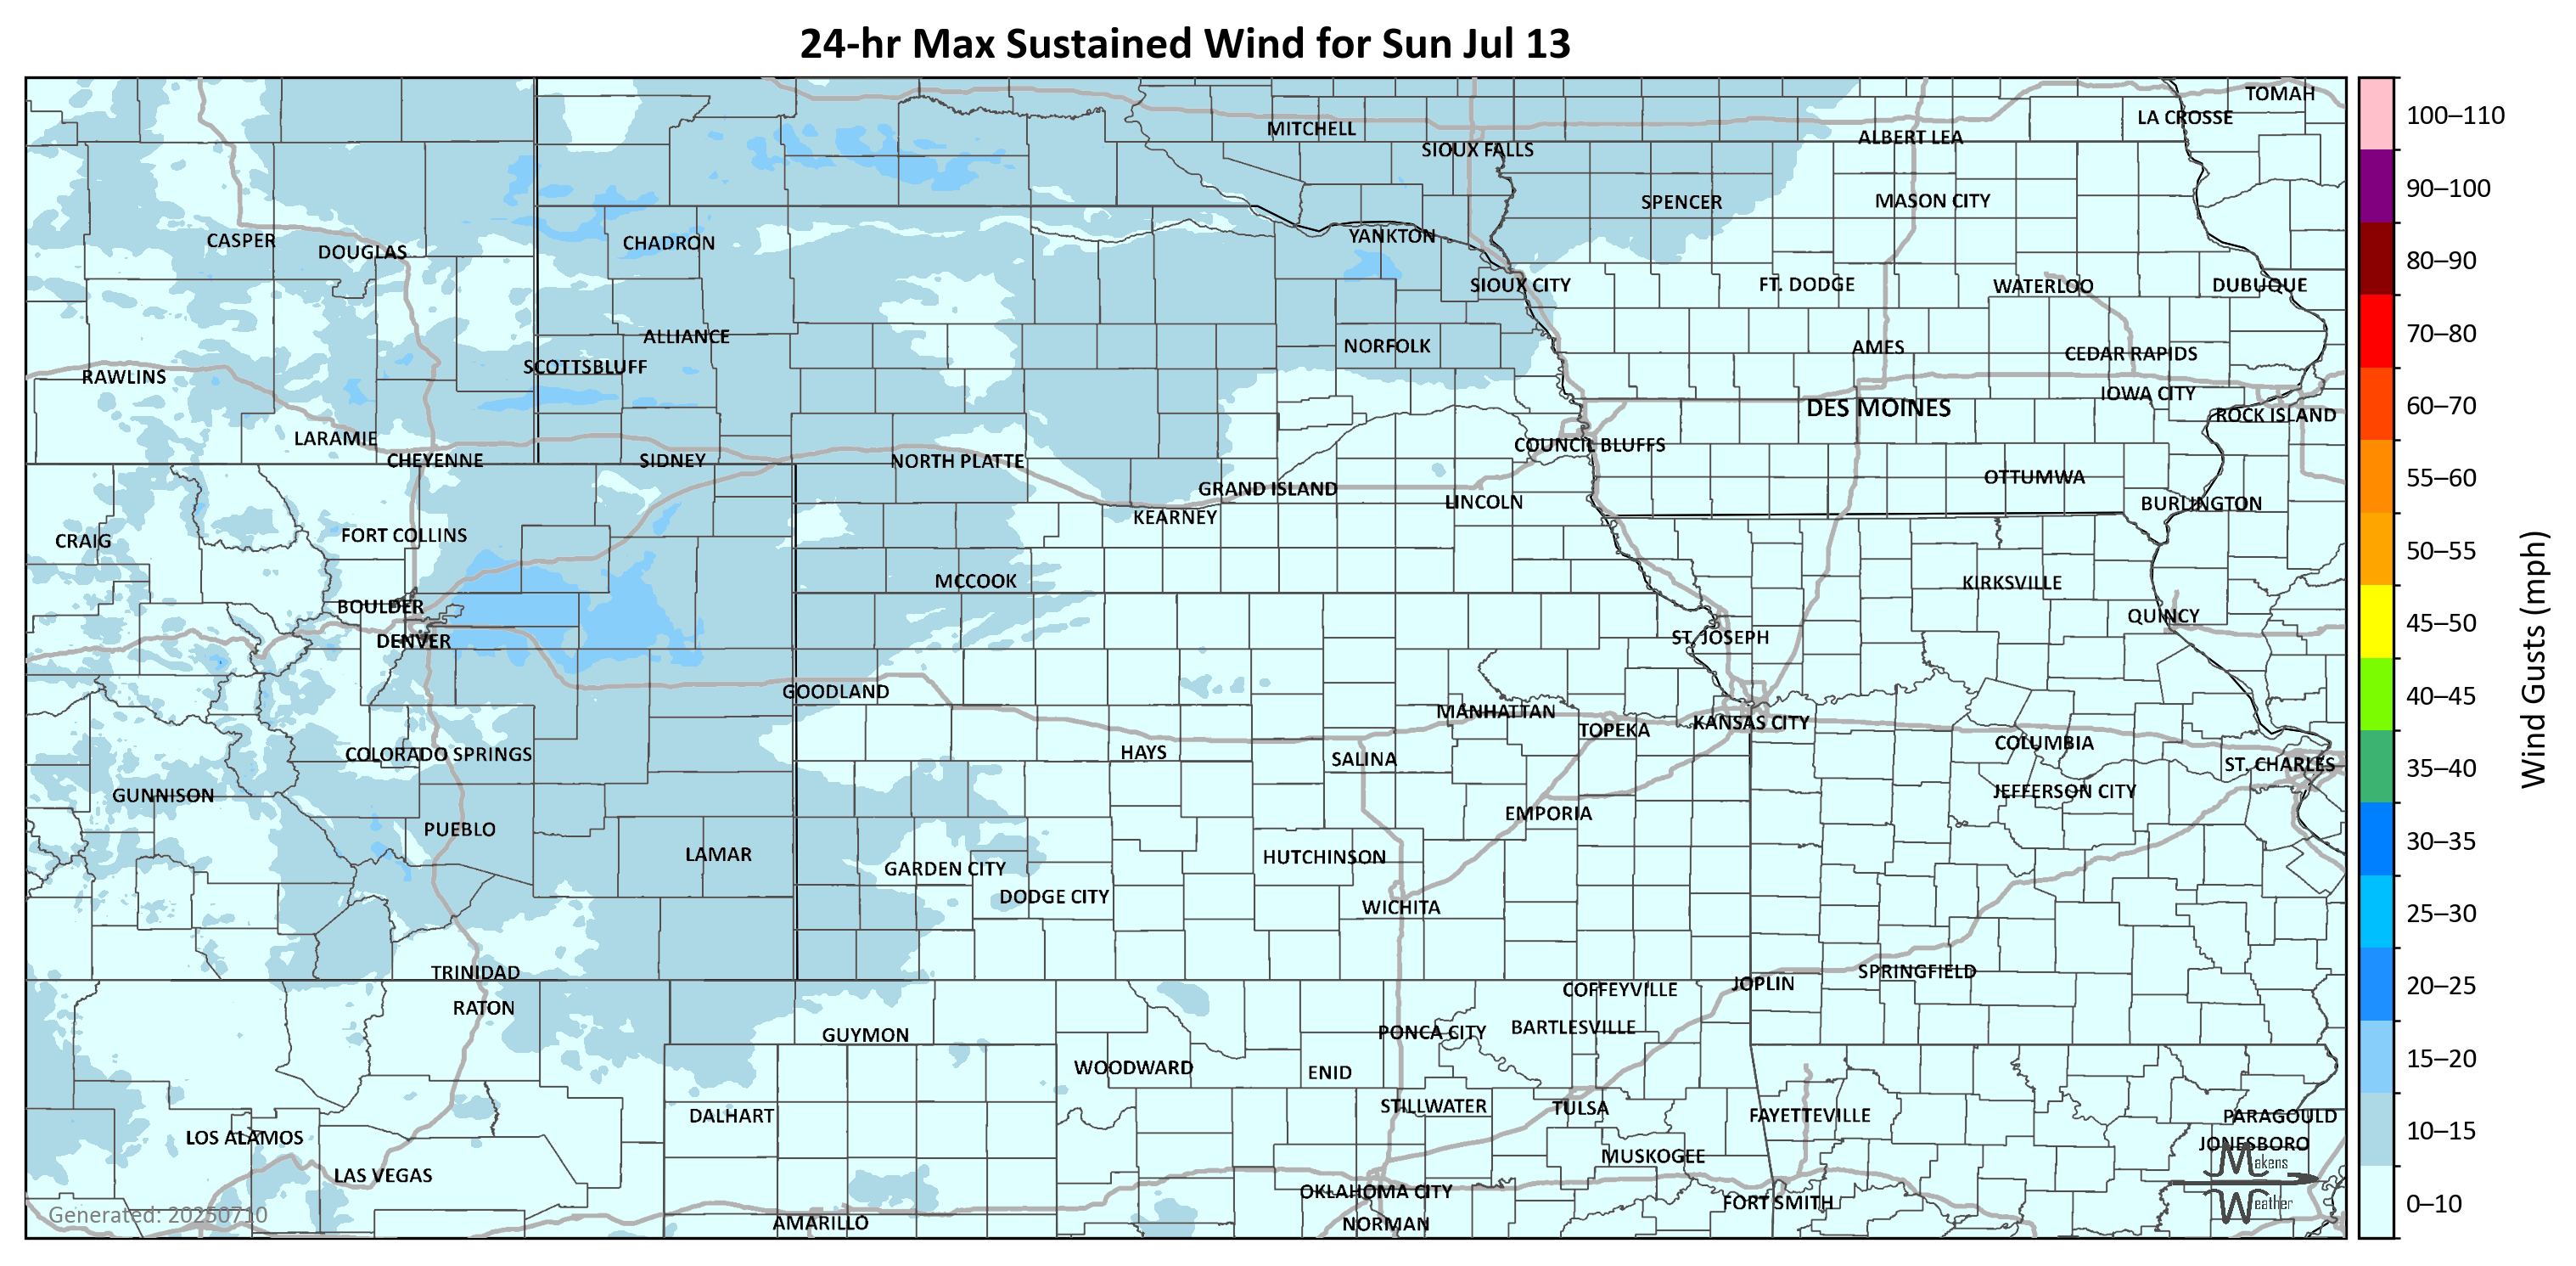 24-hr Max Sustained Wind for Sun Jul 13
TOMAH
LA CROSSE
MITCHELL
ALBERT LEA
SIOUX FALLS
SPENCER
MASON CITY
CASPER
DOUGLAS
CHADRON
YANKTON
SIOUX CITY
FT. DODGE
WATERLOO
DUBUQUE
ALLIANCE
NORFOLK
AMES
CEDAR RAPIDS
SCOTTSBLUFF
RAWLINS
IOWA CITY
DES MOINES
ROCK ISLAND
LARAMIE
COUNCIL BLUFFS
CHEYENNE
SIDNEY
NORTH PLATTE
OTTUMWA
GRAND ISLAND
LINCOLN
BURLINGTON
KEARNEY
FORT COLLINS
CRAIG
MCCOOK
KIRKSVILLE
BOULDER
QUINCY
DENVER
ST. JOSEPH
GOODLAND
MANHATTAN
TOPEKA
KANSAS CITY
COLUMBIA
COLORADO SPRINGS
HAYS
SALINA
ST. CHARLES
GUNNISON
JEFFERSON CITY
EMPORIA
PUEBLO
LAMAR
HUTCHINSON
GARDEN CITY
DODGE CITY
WICHITA
TRINIDAD
SPRINGFIELD
JOPLIN
COFFEYVILLE
RATON
GUYMON
PONCA CITY
BARTLESVILLE
WOODWARD
ENID
STILLWATER
TULSA
DALHART
FAYETTEVILLE
PARAGOULD
LOS ALAMOS
JONESBORO
MUSKOGEE
LAS VEGAS
OKLAHOMA CITY
FORT SMITH
AMARILLO
NORMAN
Generated: 20250710
Makens
Weather
100–110
90–100
80–90
70–80
60–70
55–60
50–55
45–50
40–45
35–40
30–35
25–30
20–25
15–20
10–15
0–10
Wind Gusts (mph)